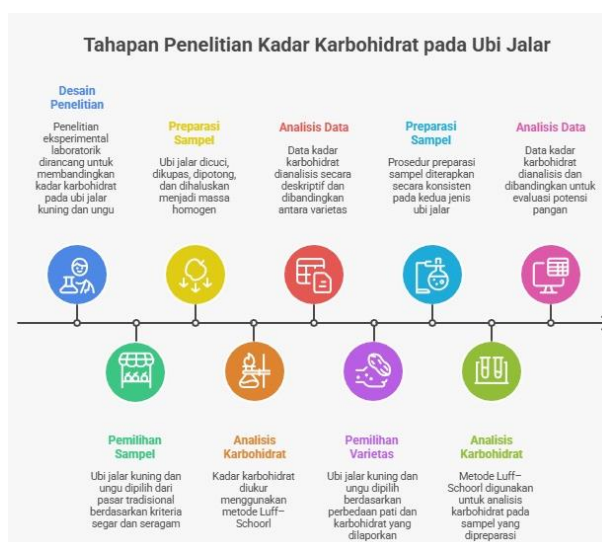 Tahapan Penelitian Kadar Karbohidrat pada Ubi Jalar
Desain
Penelitian
Penelitian
eksperimental
laboratorik
dirancang untuk
membandingkan
kadar karbohidrat
pada ubi jalar
kuning dan ungu
Pemilihan
Sampel
Ubi jalar kuning dan
ungu dipilih dari
pasar tradisional
berdasarkan kriteria
segar dan seragam
Preparasi
Sampel
Ubi jalar dicuci,
dikupas, dipotong,
dan dihaluskan
menjadi massa
homogen
Analisis
Karbohidrat
Kadar karbohidrat
diukur
menggunakan
metode Luff–
Schoorl
Analisis Data
Data kadar
karbohidrat
dianalisis secara
deskriptif dan
dibandingkan
antara varietas
Pemilihan
Varietas
Ubi jalar kuning dan
ungu dipilih
berdasarkan
perbedaan pati dan
karbohidrat yang
dilaporkan
Preparasi
Sampel
Prosedur preparasi
sampel diterapkan
secara konsisten
pada kedua jenis
ubi jalar
Analisis
Karbohidrat
Metode Luff–
Schoorl digunakan
untuk analisis
karbohidrat pada
sampel yang
dipreparasi
Analisis Data
Data kadar
karbohidrat
dianalisis dan
dibandingkan untuk
evaluasi potensi
pangan